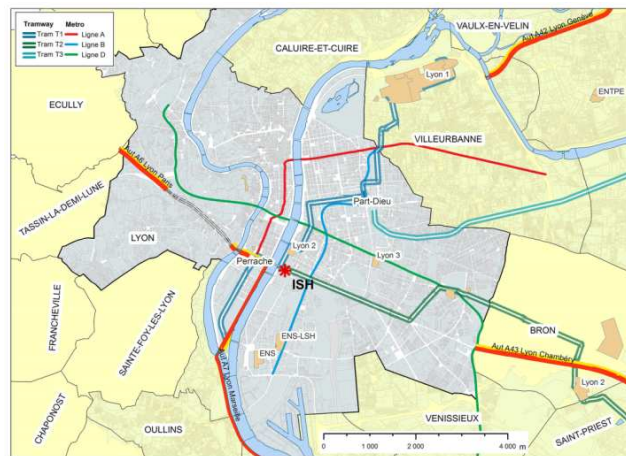 Tramway Metro
Tram T1 Ligne A
Tram T2 Ligne B
Tram T3 Ligne D
CALUIRE-ET-CUIRE
VAULX-EN-VELIN
Aut A42 Lyon Genève
ECULLY
Lyon 1
ENTPE
VILLEURBANNE
Aut A6 Lyon Paris
TASSIN-LA-DEMI-LUNE
Part-Dieu
LYON
Lyon 2
Perrache
Lyon 3
ISH
FRANCHEVILLE
SAINTE-FOY-LES-LYON
BRON
ENS-LSH
ENS
Aut A43 Lyon Chambéry
Aut A7 Lyon Marseille
Lyon 2
CHAPONOST
OULLINS
VENISSIEUX
SAINT-PRIEST
0 1 000 2 000 4 000
m